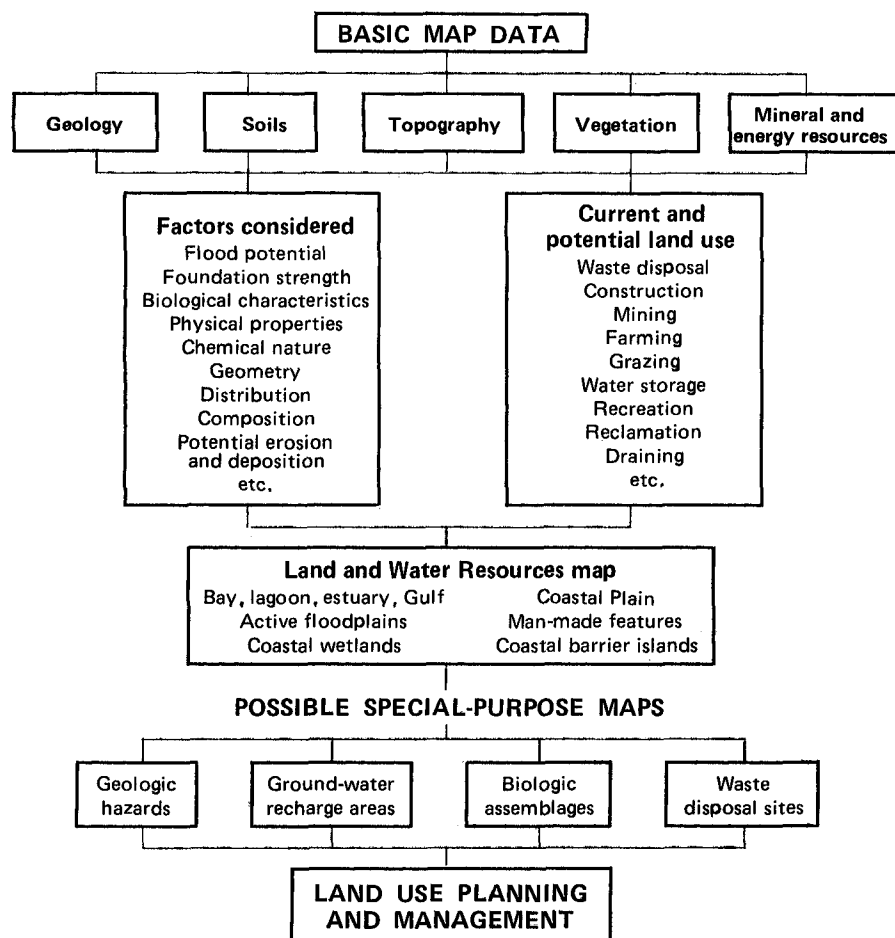 BASIC MAP DATA
Geology
Soils
Topography
Vegetation
Mineral and
energy resources
Factors considered
Flood potential
Foundation strength
Biological characteristics
Physical properties
Chemical nature
Geometry
Distribution
Composition
Potential erosion
and deposition
etc.
Current and
potential land use
Waste disposal
Construction
Mining
Farming
Grazing
Water storage
Recreation
Reclamation
Draining
etc.
Land and Water Resources map
Bay, lagoon, estuary, Gulf
Active floodplains
Coastal wetlands
Coastal Plain
Man-made features
Coastal barrier islands
POSSIBLE SPECIAL-PURPOSE MAPS
Geologic
hazards
Ground-water
recharge areas
Biologic
assemblages
Waste
disposal sites
LAND USE PLANNING
AND MANAGEMENT